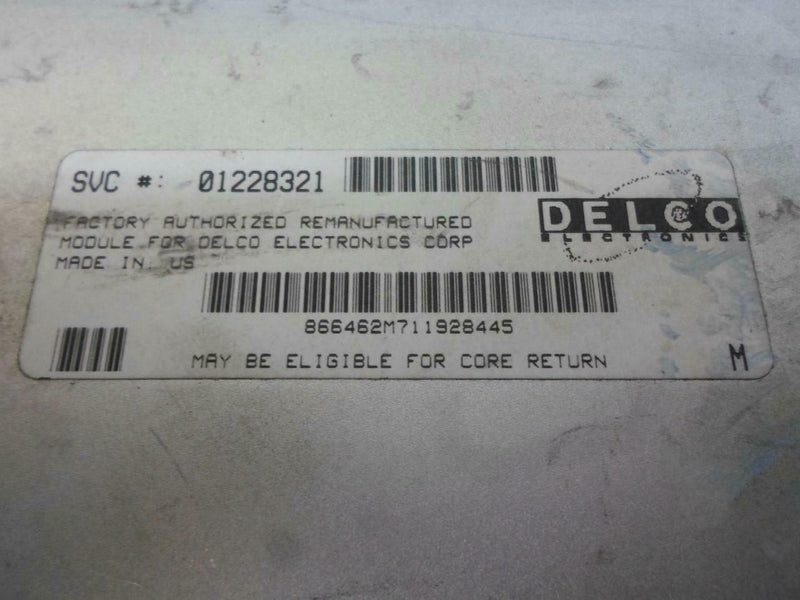 SVC #: 01228321
DELCO
ELECTRONICS
FACTORY AUTHORIZED REMANUFACTURED
MODULE FOR DELCO ELECTRONICS CORP
MADE IN: US
866462M711928445
MAY BE ELIGIBLE FOR CORE RETURN
M